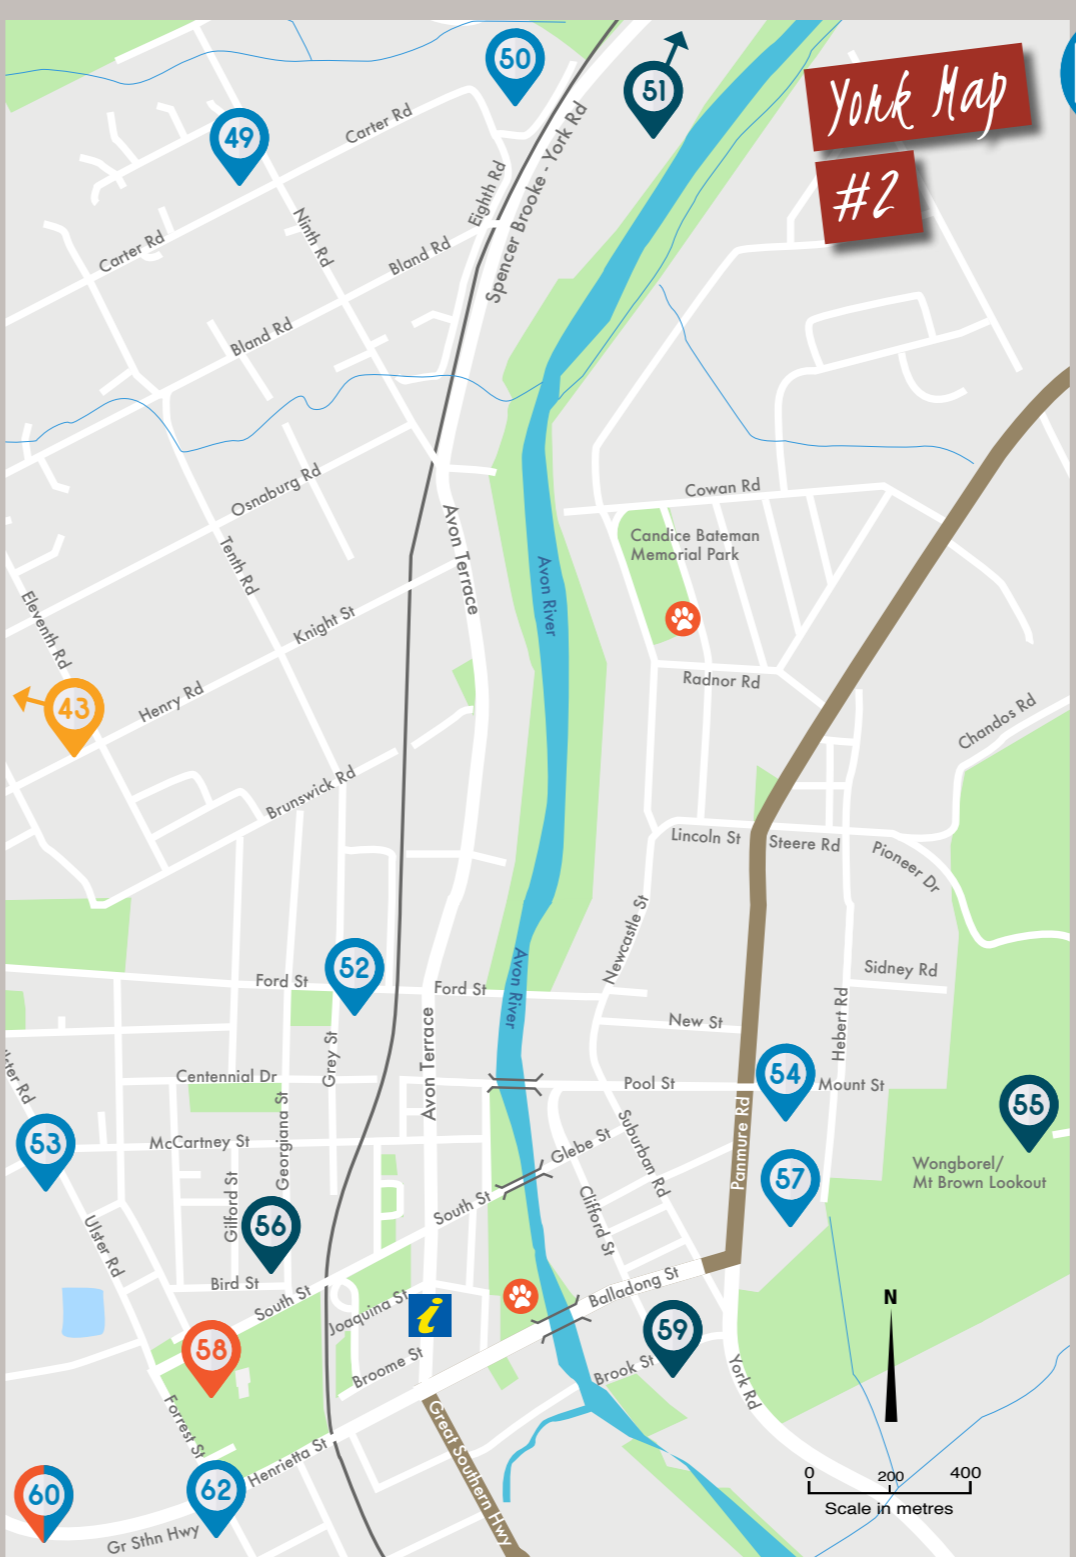 York Map
#2
50
51
49
Carter Rd
Eighth Rd
Spencer Brooke - York Rd
Ninth Rd
Carter Rd
Bland Rd
Bland Rd
Cowan Rd
Osnaburg Rd
Avon Terrace
Candice Bateman
Memorial Park
Avon River
Tenth Rd
Eleventh Rd
Knight St
Radnor Rd
Henry Rd
43
Chandos Rd
Brunswick Rd
Lincoln St
Steere Rd
Pioneer Dr
Newcastle St
52
Ford St
Ford St
Avon River
Sidney Rd
New St
Hebert Rd
Grey St
Avon Terrace
Centennial Dr
Pool St
54
Mount St
55
lster Rd
Georgiana St
Panmure Rd
53
McCartney St
Glebe St
Suburban Rd
Wongborel/
Mt Brown Lookout
57
Gilford St
South St
Clifford St
56
Ulster Rd
Bird St
South St
Joaquina St
i
Balladong St
N
59
58
Broome St
Brook St
York Rd
Forrest St
Henrietta St
Great Southern Hwy
60
62
Gr Sthn Hwy
0 200 400
Scale in metres